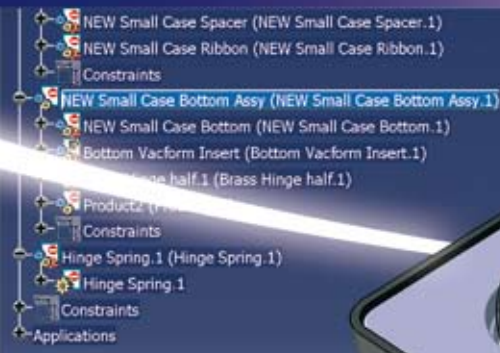 NEW Small Case Spacer (NEW Small Case Spacer.1)
NEW Small Case Ribbon (NEW Small Case Ribbon.1)
Constraints
NEW Small Case Bottom Assy (NEW Small Case Bottom Assy.1)
NEW Small Case Bottom (NEW Small Case Bottom.1)
Bottom Vacform Insert (Bottom Vacform Insert.1)
half.1 (Brass Hinge half.1)
Product2
Constraints
Hinge Spring.1 (Hinge Spring.1)
Hinge Spring.1
Constraints
Applications